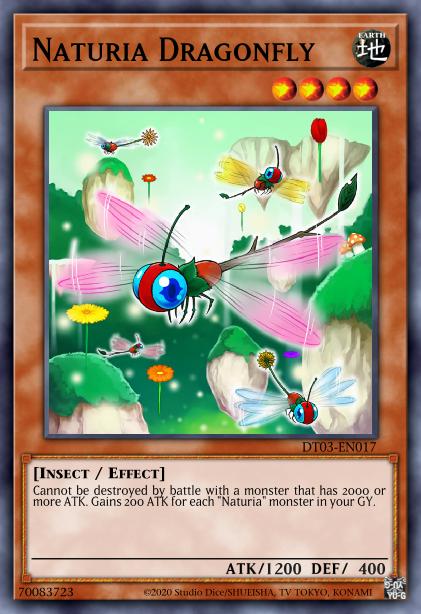 NATURIA DRAGONFLY
EARTH
地
DT03-EN017
[INSECT / EFFECT]
Cannot be destroyed by battle with a monster that has 2000 or
more ATK. Gains 200 ATK for each "Naturia" monster in your GY.
ATK/1200 DEF/ 400
70083723
©2020 Studio Dice/SHUEISHA, TV TOKYO, KONAMI